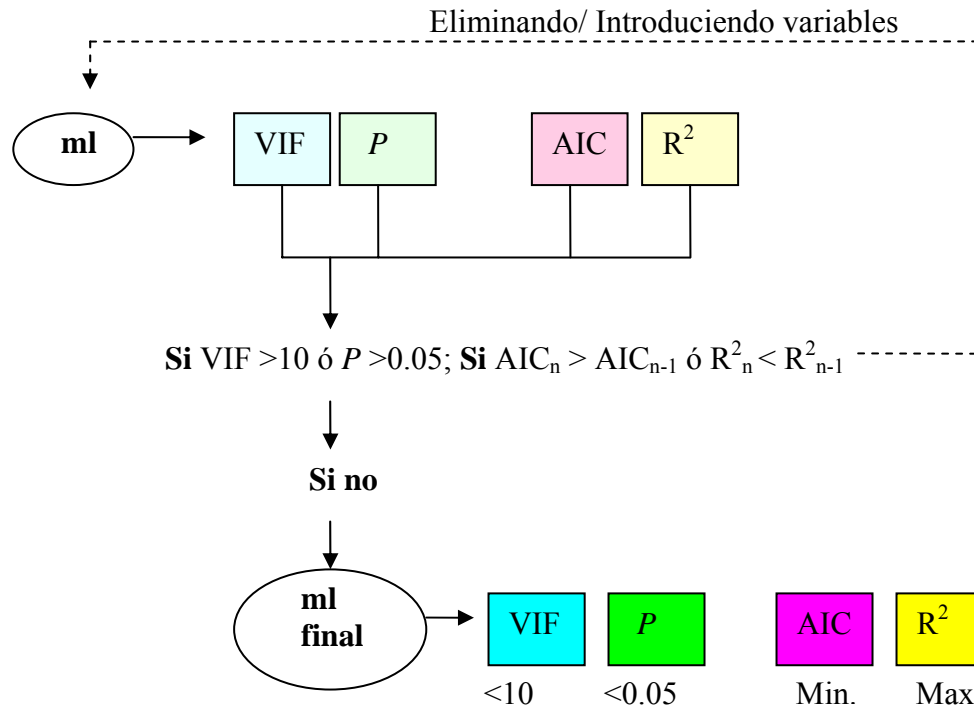 Eliminando/ Introduciendo variables
ml VIF P AIC R²
Si VIF >10 ó P >0.05; Si AICₙ > AICₙ₋₁ ó R²ₙ < R²ₙ₋₁
Si no
ml
final
VIF P AIC R²
<10 <0.05 Min. Max